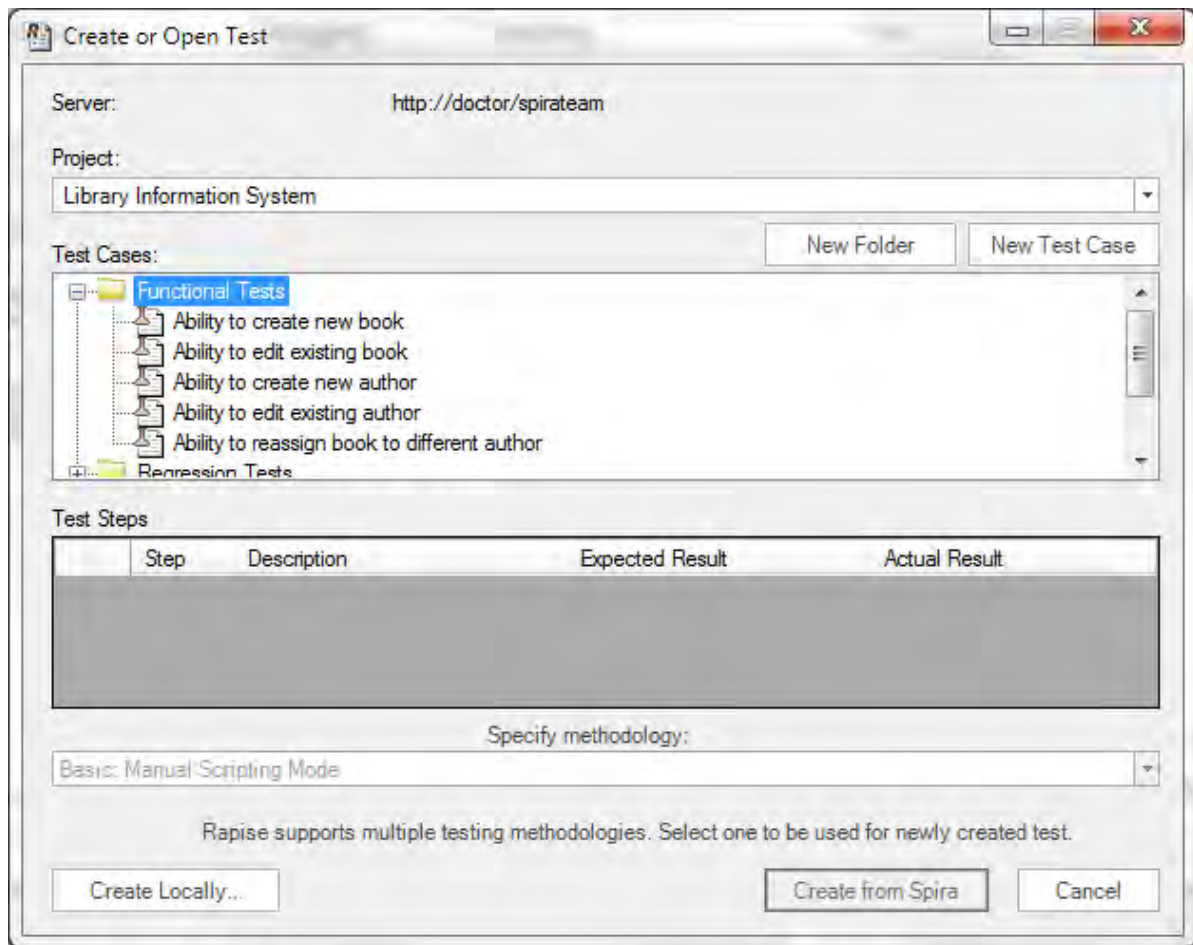 Create or Open Test
Server: http://doctor/spirateam
Project:
Library Information System
New Folder New Test Case
Test Cases:
Functional Tests
Ability to create new book
Ability to edit existing book
Ability to create new author
Ability to edit existing author
Ability to reassign book to different author
Regression Tests
Test Steps
Step Description Expected Result Actual Result
Specify methodology:
Basic: Manual Scripting Mode
Rapise supports multiple testing methodologies. Select one to be used for newly created test.
Create Locally... Create from Spira Cancel